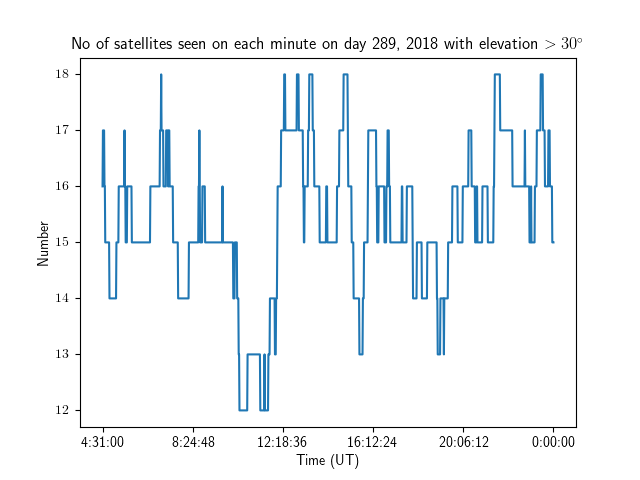 No of satellites seen on each minute on day 289, 2018 with elevation > 30°
18
17
16
15
14
13
12
Number
4:31:00 8:24:48 12:18:36 16:12:24 20:06:12 0:00:00
Time (UT)